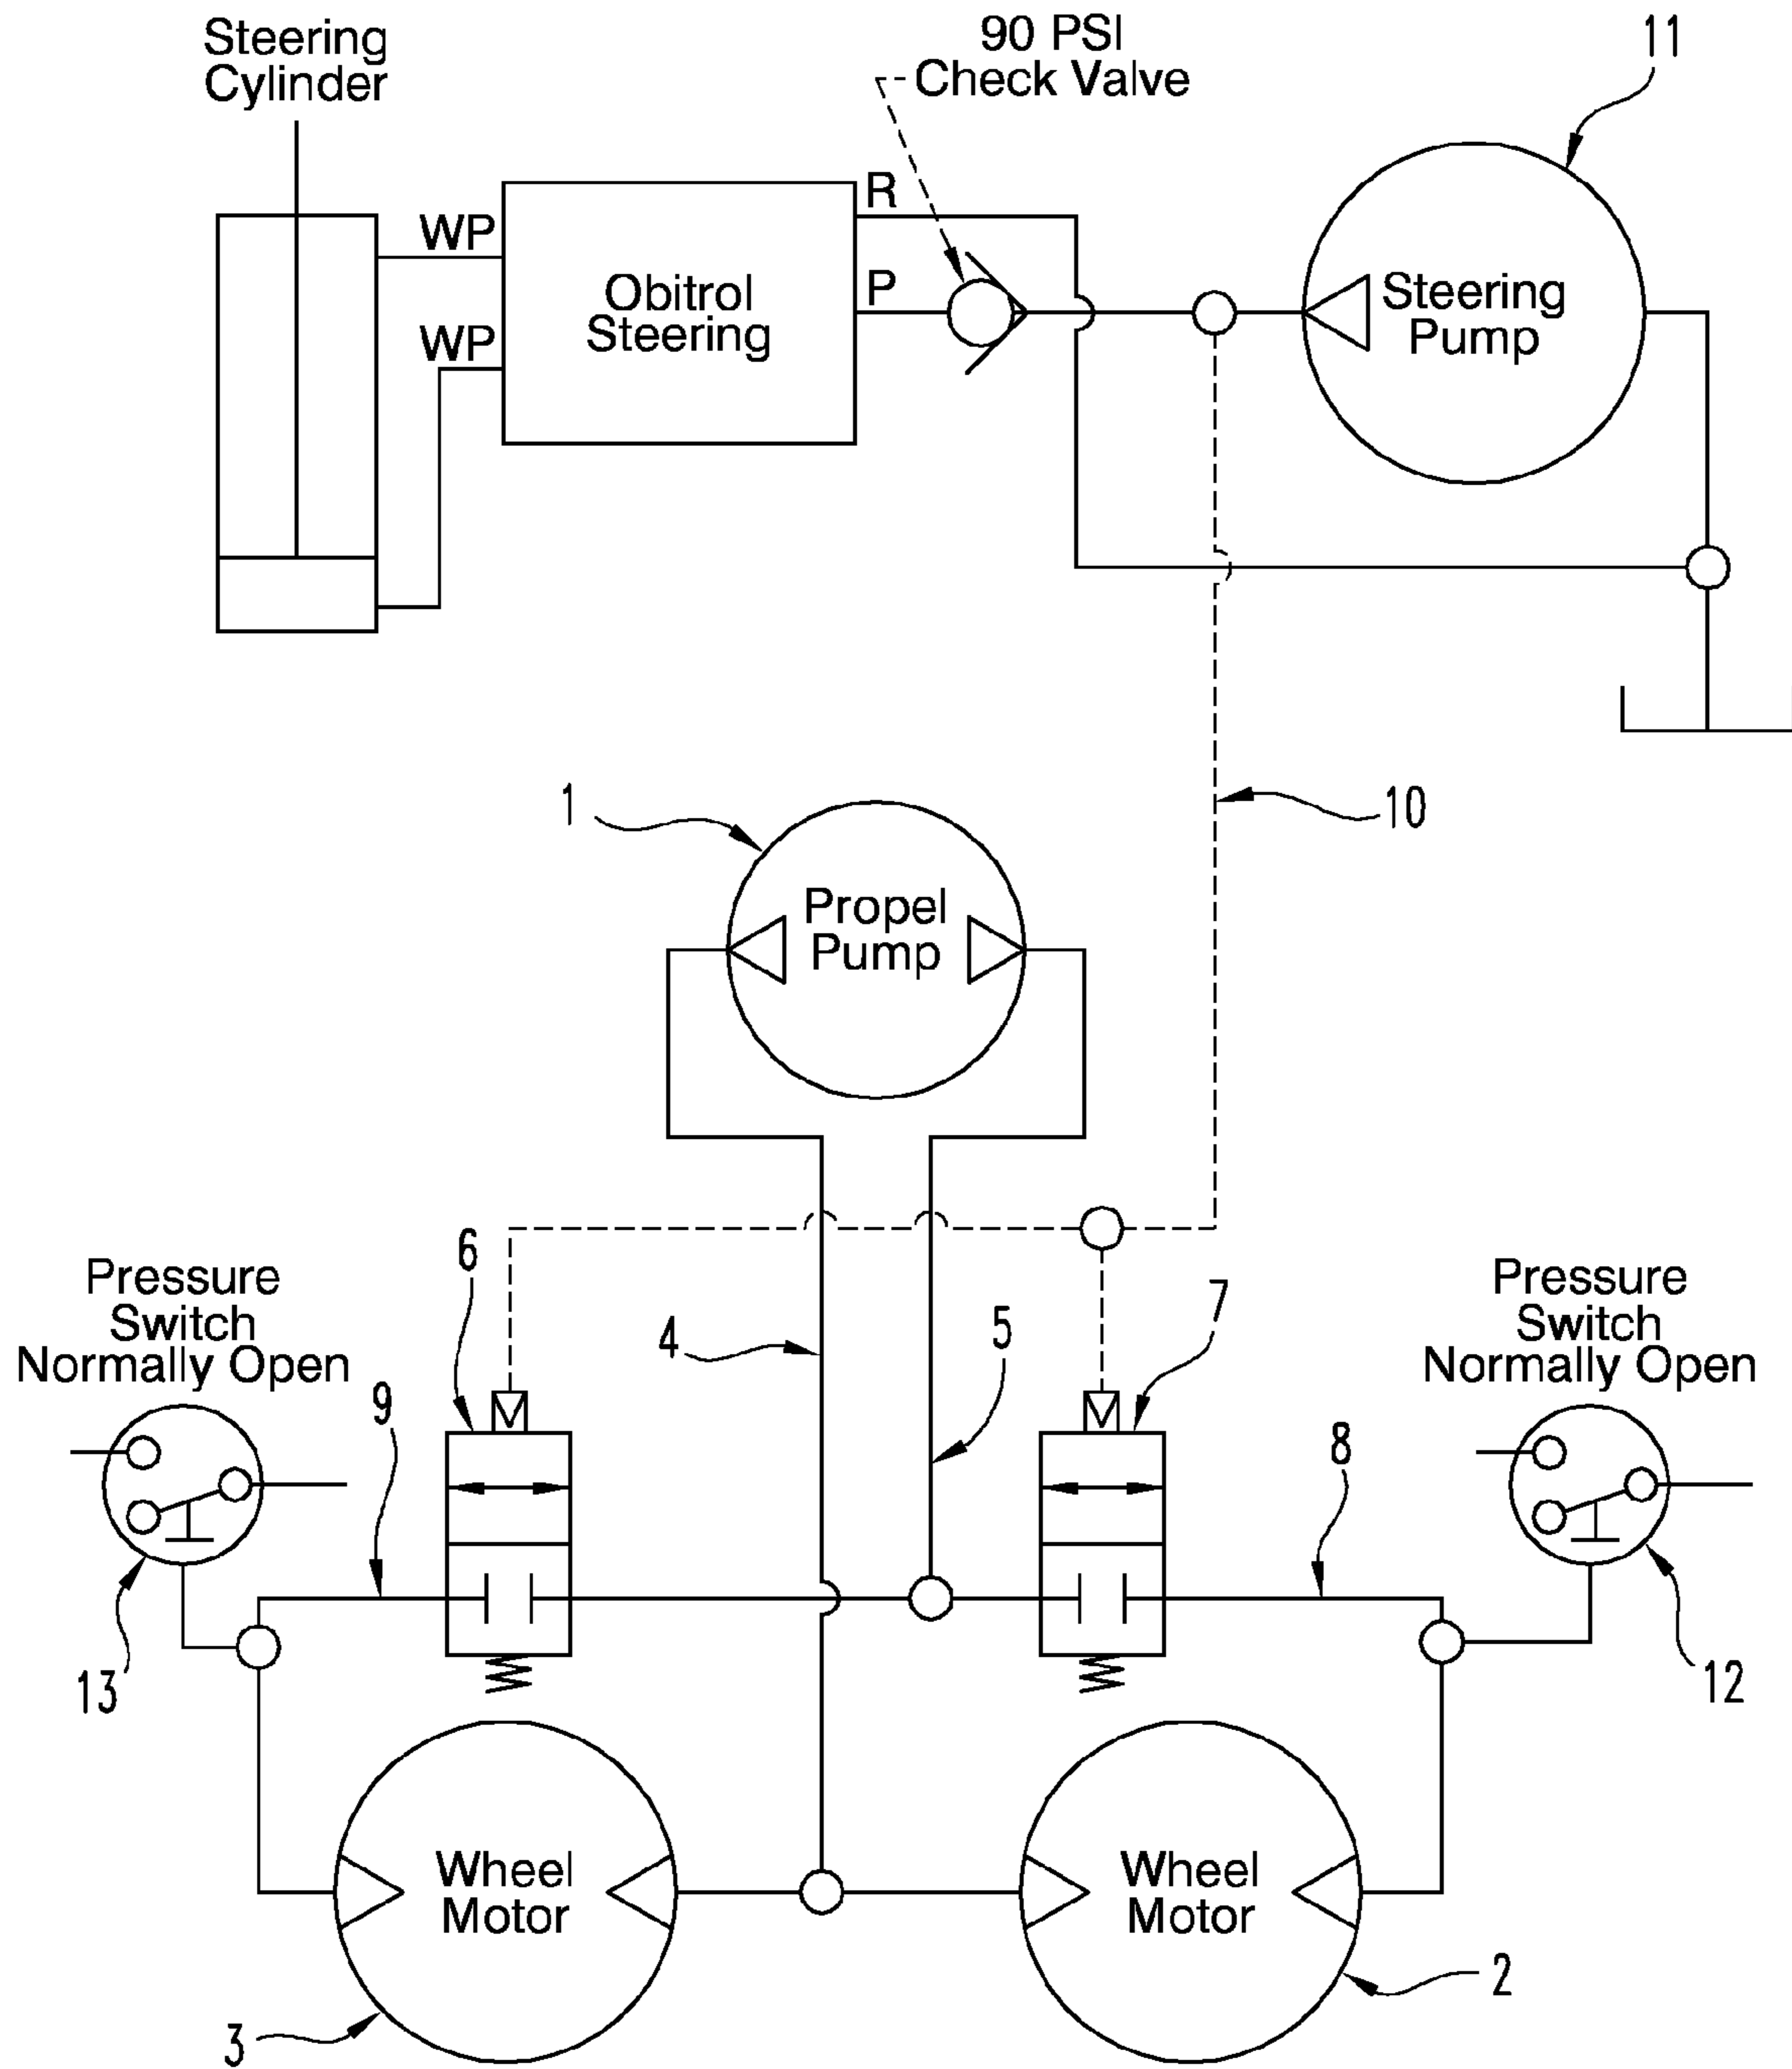 Steering
Cylinder
90 PSI
Check Valve
11
WP
WP
Obitrol
Steering
R
P
Steering
Pump
1
Propel
Pump
10
Pressure
Switch
Normally Open
6
4
5
7
Pressure
Switch
Normally Open
9
8
13
12
Wheel
Motor
Wheel
Motor
3
2